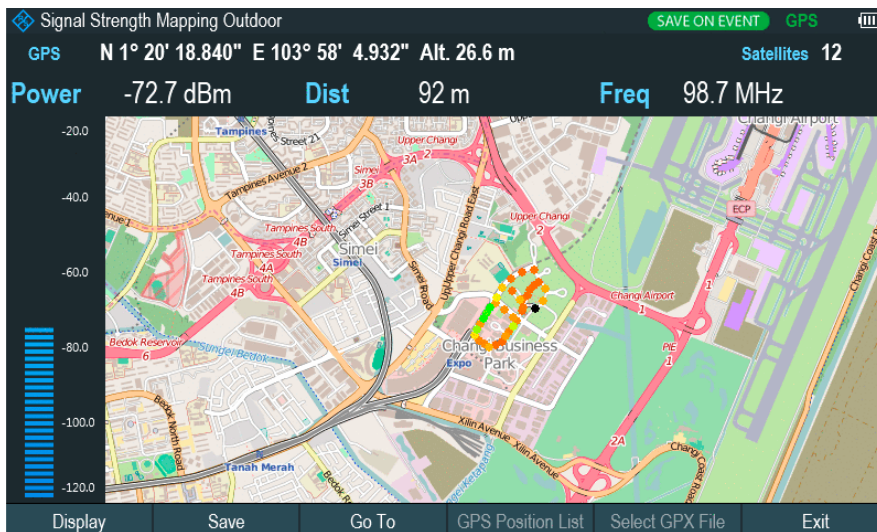 Signal Strength Mapping Outdoor SAVE ON EVENT GPS
GPS N 1° 20' 18.840" E 103° 58' 4.932" Alt. 26.6 m Satellites 12
Power -72.7 dBm Dist 92 m Freq 98.7 MHz
-20.0
-40.0
-60.0
-80.0
-100.0
-120.0
Tampines
Street 21
Upper Changi
3A 2
Changi Airport
Simei
3B
Tampines Avenue 2
Simei Street 1
ECP
Upper Changi
2
Tampines South
4B
Simei
Simei
Tampines South
4A
Tampines South
4B
Simei Road
Upper Changi Road East
1
Changi Airport
1
Changi Coast
Bedok Reservoir
6
Sungei Bedok
Changi Business
Park
Expo
PIE
1
Bedok North Road
Xilin Avenue
Xilin Avenue
2A
Changi Coast Road
Tanah Merah
Sungei Ketapang
Display Save Go To GPS Position List Select GPX File Exit